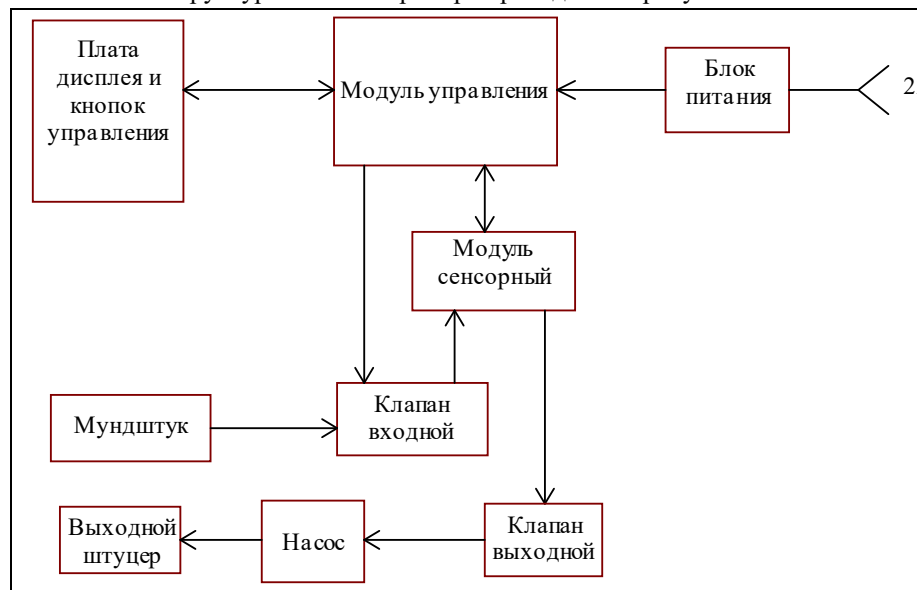 Плата
дисплея и
кнопок
управления
Модуль управления
Блок
питания
2
Модуль
сенсорный
Мундштук
Клапан
входной
Выходной
штуцер
Насос
Клапан
выходной